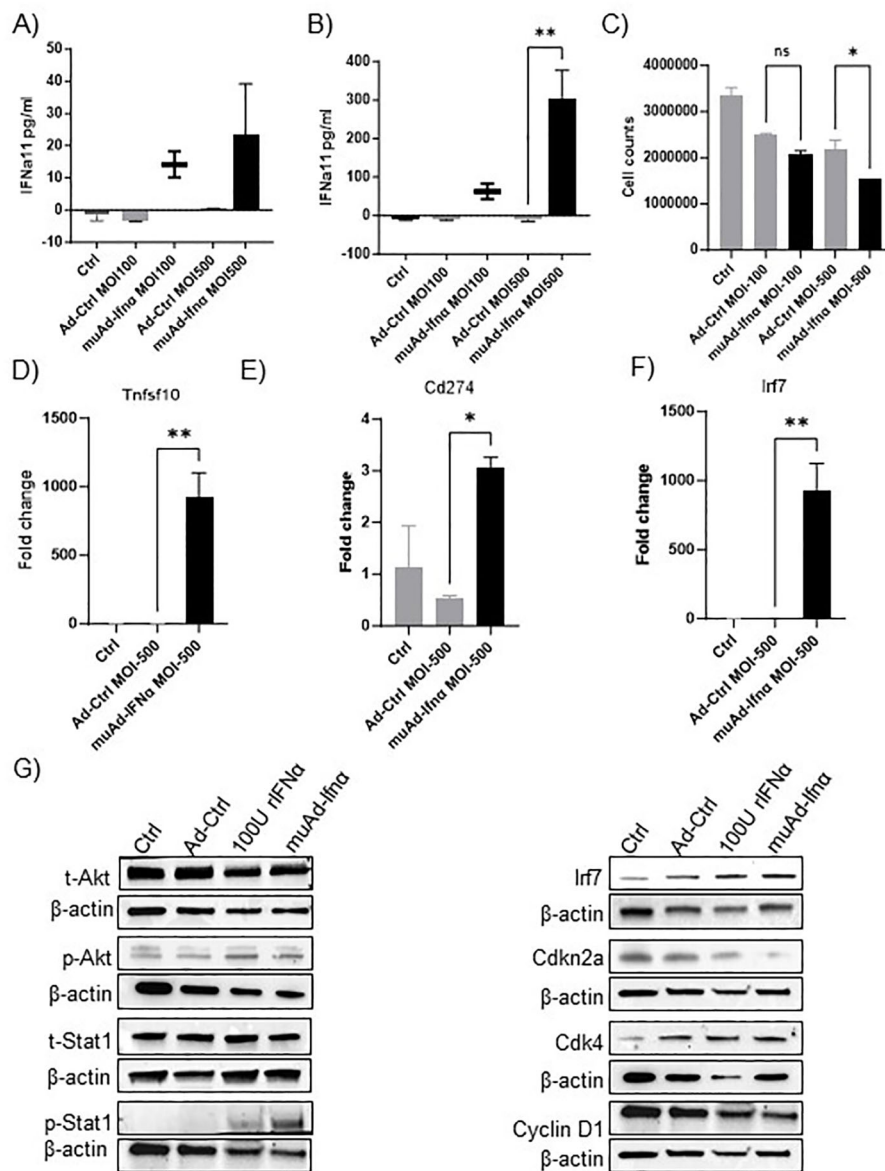 A)
IFNa11 pg/ml
60
50
40
30
20
10
0
-10
Ctrl
Ad-Ctrl MOI100
muAd-Ifnα MOI100
Ad-Ctrl MOI500
muAd-Ifnα MOI500
B)
IFNa11 pg/ml
**
400
300
200
100
0
-100
Ctrl
Ad-Ctrl MOI100
muAd-Ifnα MOI100
Ad-Ctrl MOI500
muAd-Ifnα MOI500
C)
Cell counts
ns
*
4000000
3000000
2000000
1000000
0
Ctrl
Ad-Ctrl MOI-100
muAd-Ifnα MOI-100
Ad-Ctrl MOI-500
muAd-Ifnα MOI-500
D)
Tnfsf10
Fold change
**
1500
1000
500
0
Ctrl
Ad-Ctrl MOI-500
muAd-IFNα MOI-500
E)
Cd274
Fold change
*
4
3
2
1
0
Ctrl
Ad-Ctrl MOI-500
muAd-Ifnα MOI-500
F)
Irf7
Fold change
**
1500
1000
500
0
Ctrl
Ad-Ctrl MOI-500
muAd-Ifnα MOI-500
G)
Ctrl
Ad-Ctrl
100U rIFNα
muAd-Ifnα
t-Akt
β-actin
p-Akt
β-actin
t-Stat1
β-actin
p-Stat1
β-actin
Ctrl
Ad-Ctrl
100U rIFNα
muAd-Ifnα
Irf7
β-actin
Cdkn2a
β-actin
Cdk4
β-actin
Cyclin D1
β-actin